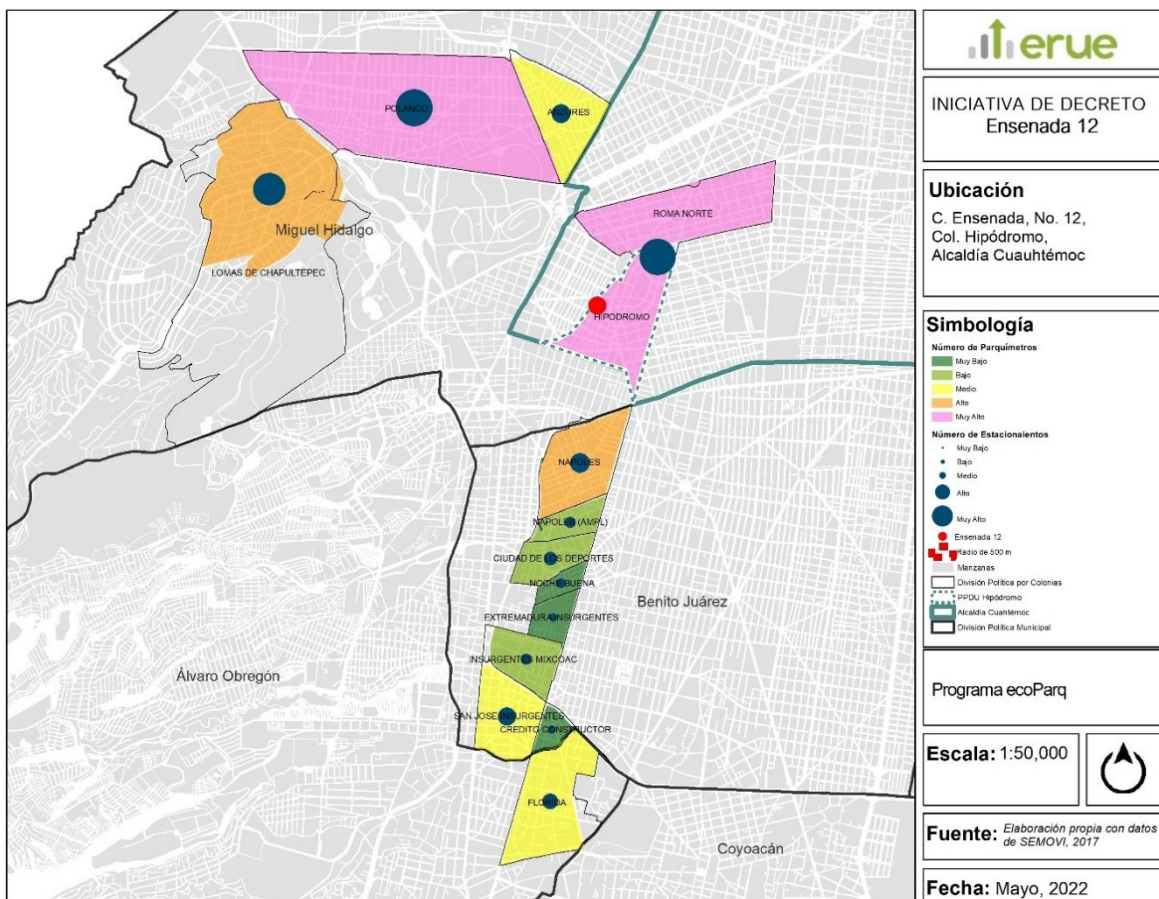 POLANCO
ANZURES
ROMA NORTE
Miguel Hidalgo
LOMAS DE CHAPULTEPEC
HIPODROMO
NAPOLES
NAPOLES (AMPL)
CIUDAD DE LOS DEPORTES
NOCHE BUENA
Benito Juárez
EXTREMADURA INSURGENTES
INSURGENTES MIXCOAC
Álvaro Obregón
SAN JOSE INSURGENTES
CREDITO CONSTRUCTOR
FLORIDA
Coyoacán
erue
INICIATIVA DE DECRETO
Ensenada 12
Ubicación
C. Ensenada, No. 12,
Col. Hipódromo,
Alcaldía Cuauhtémoc
Simbología
Número de Parquímetros
Muy Bajo
Bajo
Medio
Alto
Muy Alto
Número de Estacionaientos
Muy Bajo
Bajo
Medio
Alto
Muy Alto
Ensenada 12
Radio de 500 m
Manzanas
División Política por Colonias
PPDU Hipódromo
Alcaldía Cuauhtémoc
División Política Municipal
Programa ecoParq
Escala: 1:50,000
Fuente: Elaboración propia con datos
de SEMOVI, 2017
Fecha: Mayo, 2022